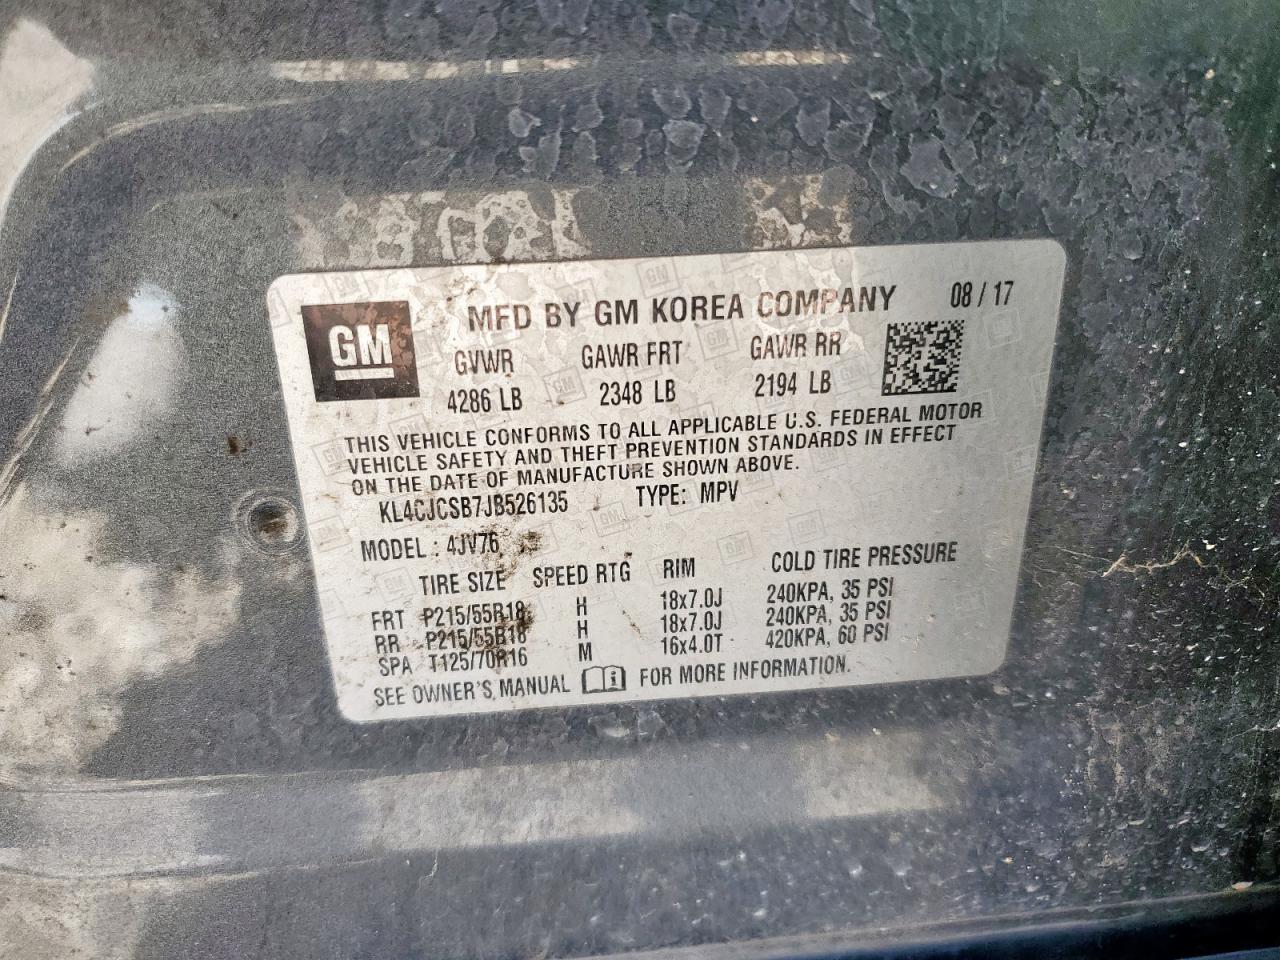 GM
MFD BY GM KOREA COMPANY 08 / 17
GVWR GAWR FRT GAWR RR
4286 LB 2348 LB 2194 LB
THIS VEHICLE CONFORMS TO ALL APPLICABLE U.S. FEDERAL MOTOR
VEHICLE SAFETY AND THEFT PREVENTION STANDARDS IN EFFECT
ON THE DATE OF MANUFACTURE SHOWN ABOVE.
KL4CJCSB7JB526135 TYPE: MPV
MODEL : 4JV76
TIRE SIZE SPEED RTG RIM COLD TIRE PRESSURE
FRT P215/55R18 H 18x7.0J 240KPA, 35 PSI
RR P215/55R18 H 18x7.0J 240KPA, 35 PSI
SPA T125/70R16 M 16x4.0T 420KPA, 60 PSI
SEE OWNER'S MANUAL FOR MORE INFORMATION.